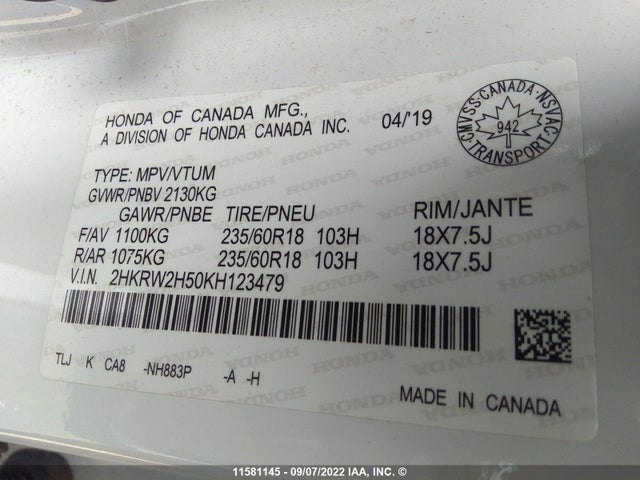 HONDA OF CANADA MFG.,
A DIVISION OF HONDA CANADA INC. 04/'19
CMVSS·CANADA·NSVAC
942
TRANSPORT
TYPE: MPV/VTUM
GVWR/PNBV 2130KG
GAWR/PNBE TIRE/PNEU RIM/JANTE
F/AV 1100KG 235/60R18 103H 18X7.5J
R/AR 1075KG 235/60R18 103H 18X7.5J
V.I.N. 2HKRW2H50KH123479
TLJ K CA8 -NH883P -A -H
MADE IN CANADA
11581145 - 09/07/2022 IAA, INC. ©